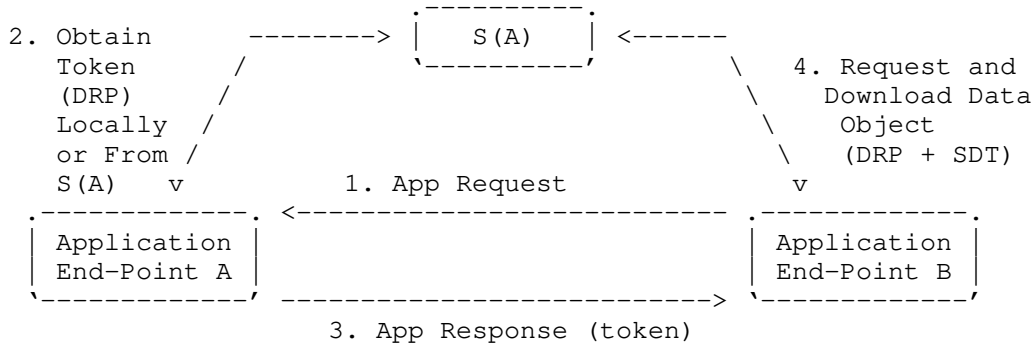 2. Obtain S(A)
Token 4. Request and
(DRP) Download Data
Locally Object
or From (DRP + SDT)
S(A) v 1. App Request v
Application Application
End-Point A End-Point B
3. App Response (token)